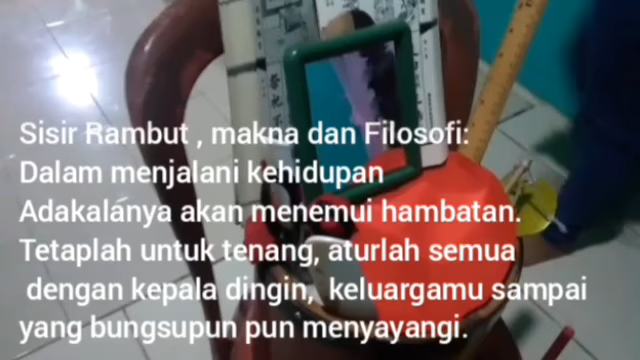 Sisir Rambut , makna dan Filosofi:
Dalam menjalani kehidupan
Adakalanya akan menemui hambatan.
Tetaplah untuk tenang, aturlah semua
dengan kepala dingin, keluargamu sampai
yang bungsupun pun menyayangi.